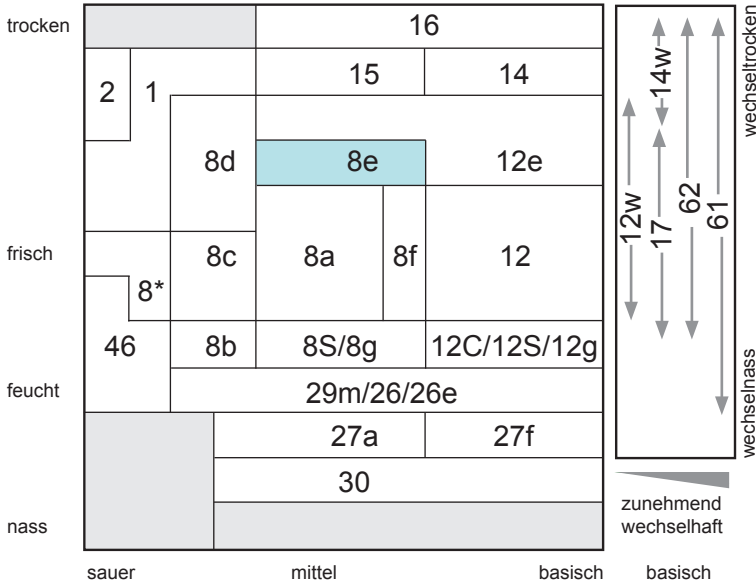 trocken
16
15
14
2
1
8d
8e
12e
frisch
8c
8a
8f
12
8*
46
8b
8S/8g
12C/12S/12g
feucht
29m/26/26e
27a
27f
30
nass
sauer
mittel
basisch
wechseltrocken
14w
12w
17
62
61
wechselnass
zunehmend
wechselhaft
basisch